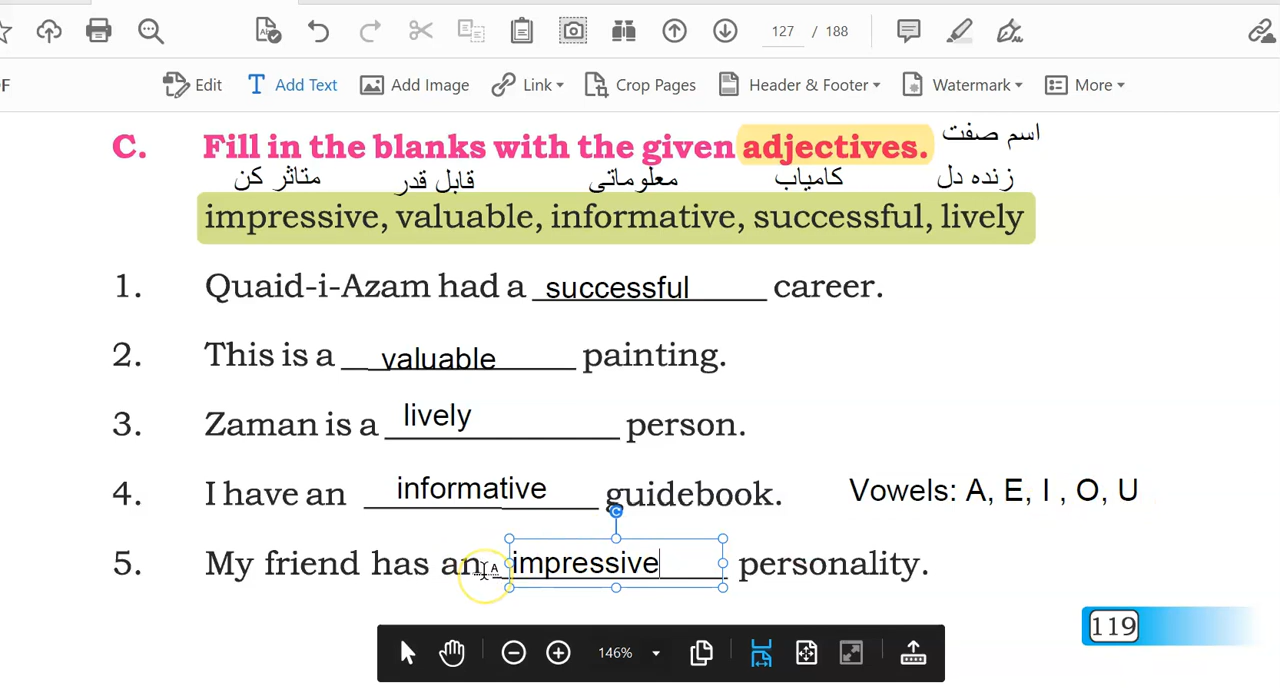 127 / 188
F Edit Add Text Add Image Link Crop Pages Header & Footer Watermark More
C. Fill in the blanks with the given adjectives. اسم صفت
متاثر کن قابل قدر معلوماتی کامیاب زندہ دل
impressive, valuable, informative, successful, lively
1. Quaid-i-Azam had a successful career.
2. This is a valuable painting.
3. Zaman is a lively person.
4. I have an informative guidebook. Vowels: A, E, I , O, U
5. My friend has an impressive personality.
119
146%